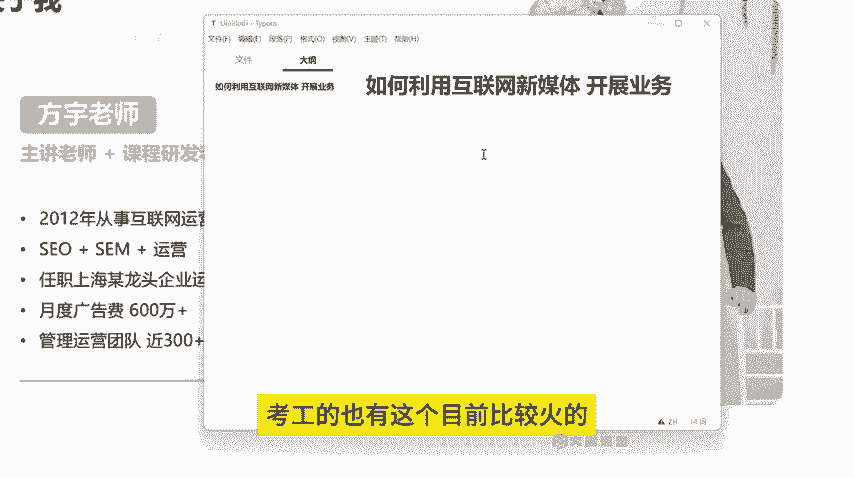 Untitled - Typora
文件(F) 编辑(E) 段落(P) 格式(O) 视图(V) 主题(T) 帮助(H)
文件 大纲
如何利用互联网新媒体 开展业务
如何利用互联网新媒体 开展业务
方宇老师
主讲老师 + 课程研发
• 2012年从事互联网运营
• SEO + SEM + 运营
• 任职上海某龙头企业运
• 月度广告费 600万+
• 管理运营团队 近300+
考工的也有这个目前比较火的
ZH 14 词